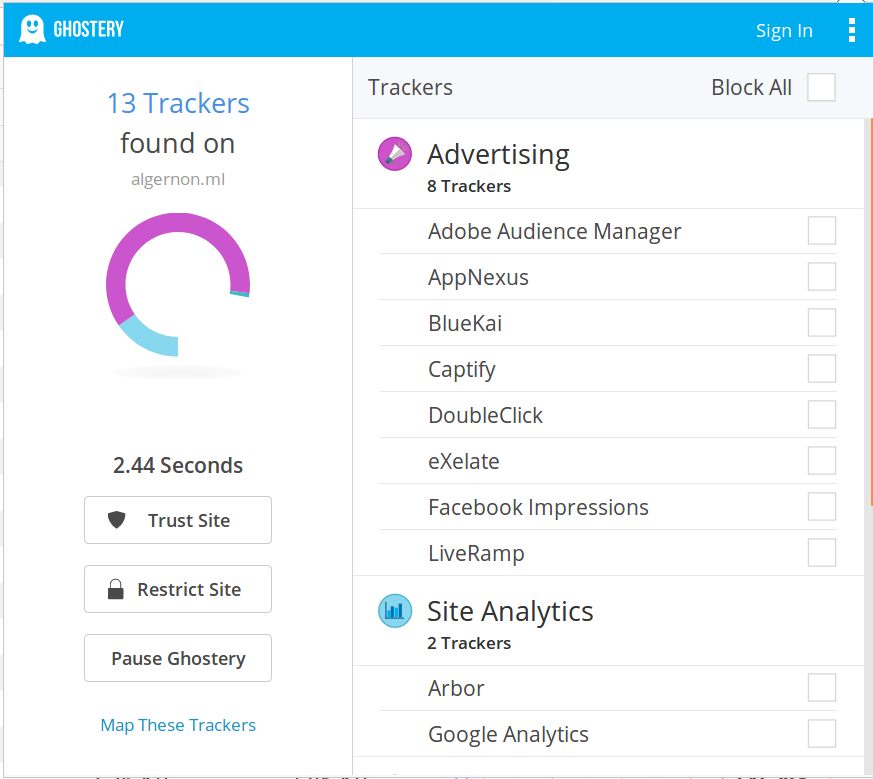 GHOSTERY
Sign In
13 Trackers
found on
algernon.ml
2.44 Seconds
Trust Site
Restrict Site
Pause Ghostery
Map These Trackers
Trackers
Block All
Advertising
8 Trackers
Adobe Audience Manager
AppNexus
BlueKai
Captify
DoubleClick
eXelate
Facebook Impressions
LiveRamp
Site Analytics
2 Trackers
Arbor
Google Analytics